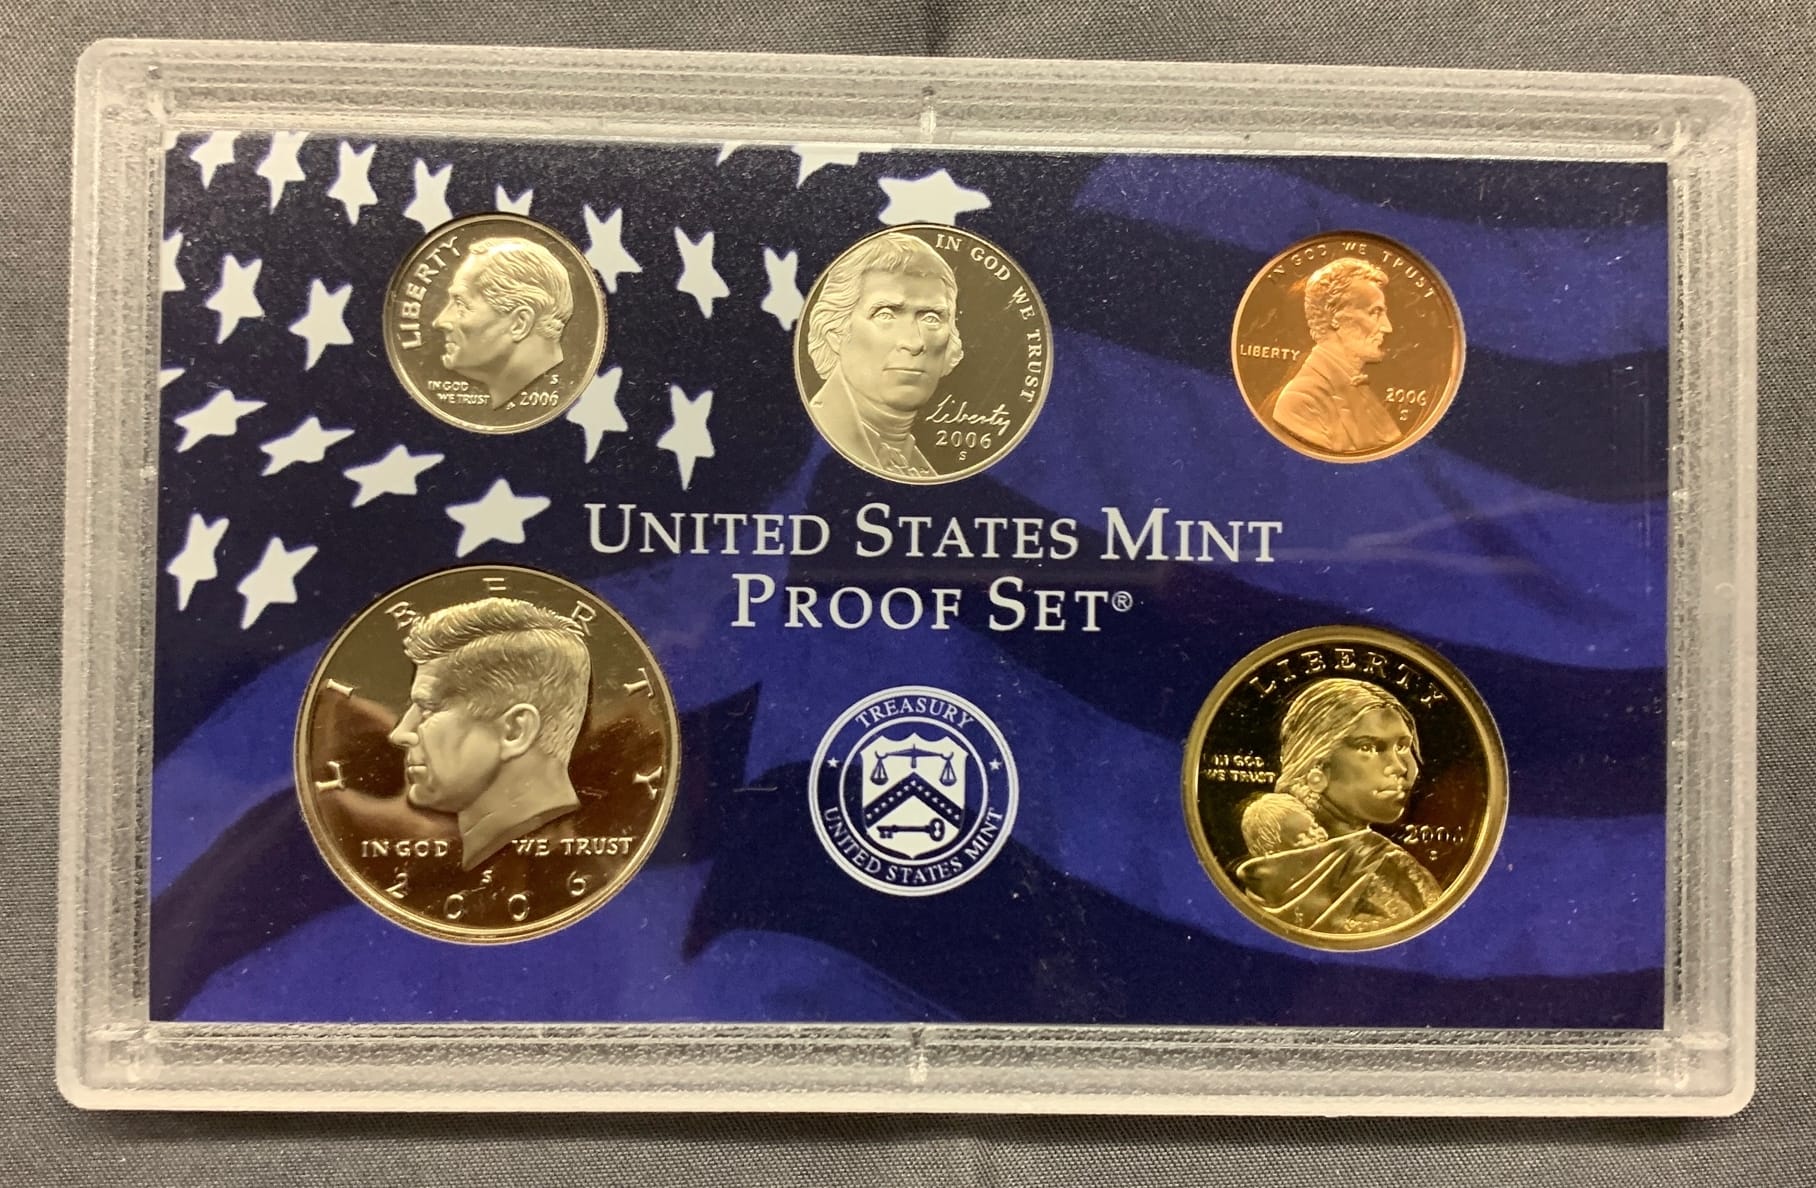 LIBERTY
IN GOD
WE TRUST
S
2006
IN GOD WE TRUST
Liberty
2006
S
IN GOD WE TRUST
LIBERTY
2006
S
UNITED STATES MINT
PROOF SET®
LIBERTY
IN GOD WE TRUST
S
2006
TREASURY
UNITED STATES MINT
LIBERTY
IN GOD
WE TRUST
2006
S